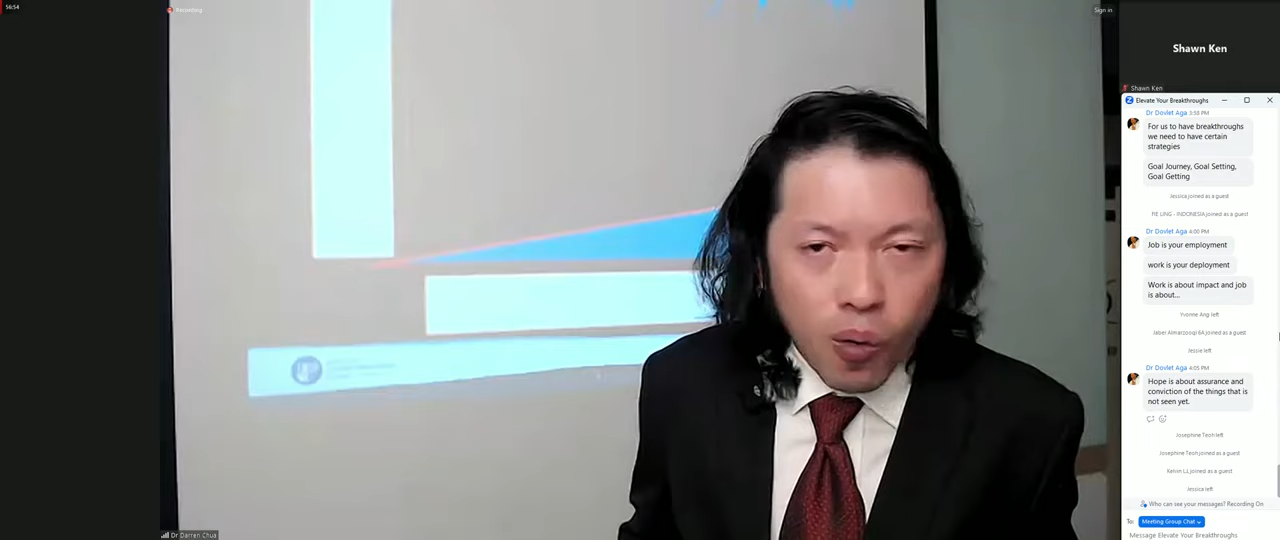 56:54
Recording
Sign in
Shawn Ken
Shawn Ken
Elevate Your Breakthroughs
Dr Dovlet Aga 3:58 PM
For us to have breakthroughs
we need to have certain
strategies
Goal Journey, Goal Setting,
Goal Getting
Jessica joined as a guest
FIE LING - INDONESIA joined as a guest
Dr Dovlet Aga 4:00 PM
Job is your employment
work is your deployment
Work is about impact and job
is about...
Yvonne Ang left
Jaber Almarzooqi 6A joined as a guest
Jessie left
Dr Dovlet Aga 4:05 PM
Hope is about assurance and
conviction of the things that is
not seen yet.
Josephine Teoh left
Josephine Teoh joined as a guest
Kelvin LL joined as a guest
Jessica left
Who can see your messages? Recording On
To: Meeting Group Chat
Message Elevate Your Breakthroughs
Dr Darren Chua